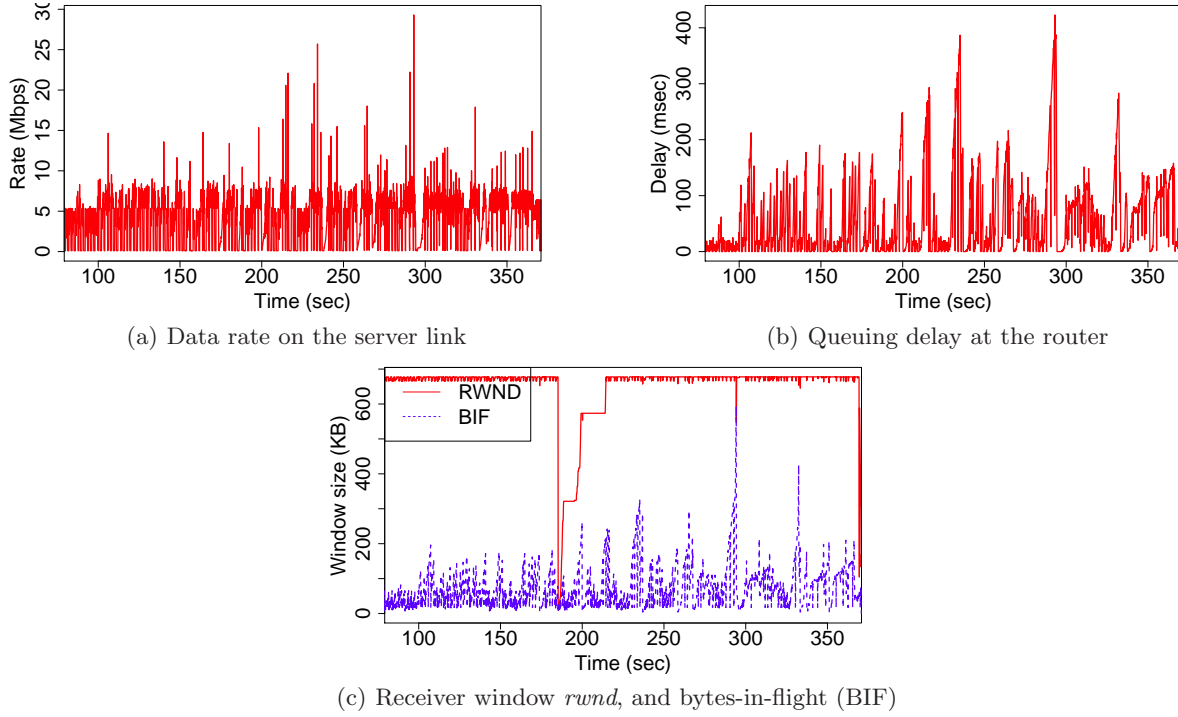 Rate (Mbps)
0 5 10 15 20 25 30
100 150 200 250 300 350
Time (sec)
(a) Data rate on the server link
Delay (msec)
0 100 200 300 400
100 150 200 250 300 350
Time (sec)
(b) Queuing delay at the router
Window size (KB)
0 200 400 600
RWND
BIF
100 150 200 250 300 350
Time (sec)
(c) Receiver window rwnd, and bytes-in-flight (BIF)